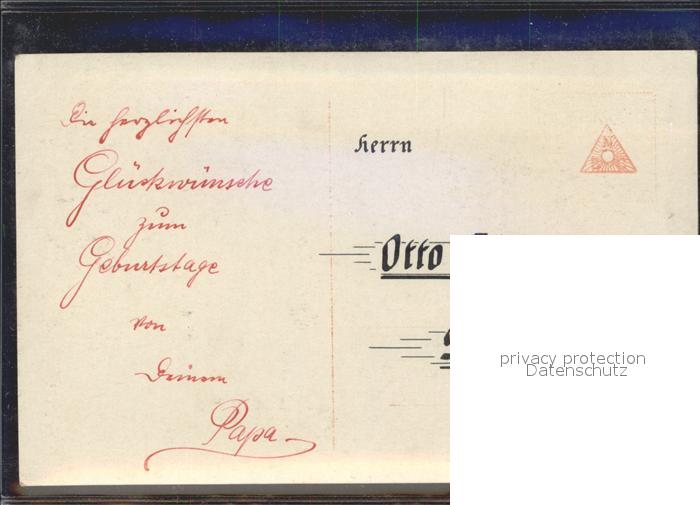 Die herzlichsten
Glückwünsche
zum
Geburtstage
von
Deinem
Papa
Herrn
Otto
privacy protection
Datenschutz